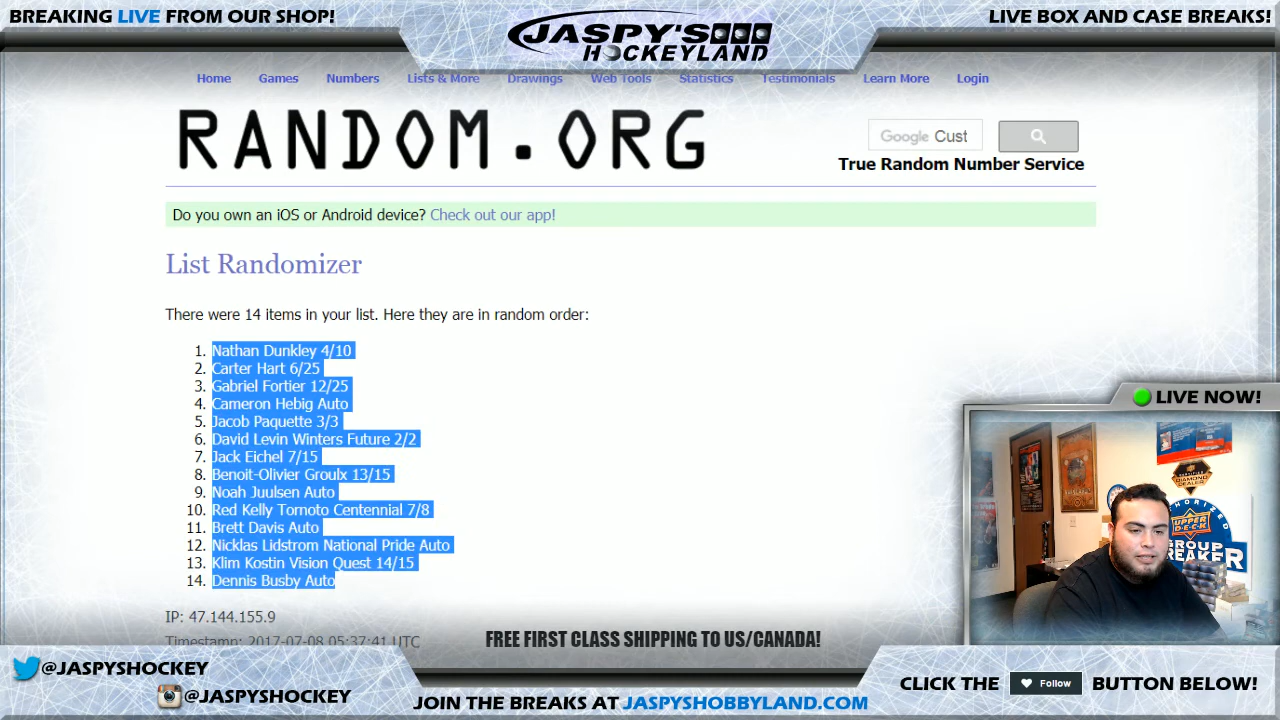 BREAKING LIVE FROM OUR SHOP!
JASPY'S
HOCKEYLAND
LIVE BOX AND CASE BREAKS!
Home Games Numbers Lists & More Drawings Web Tools Statistics Testimonials Learn More Login
RANDOM.ORG
Google Cust
True Random Number Service
Do you own an iOS or Android device? Check out our app!
List Randomizer
There were 14 items in your list. Here they are in random order:
1. Nathan Dunkley 4/10
2. Carter Hart 6/25
3. Gabriel Fortier 12/25
4. Cameron Hebig Auto
5. Jacob Paquette 3/3
6. David Levin Winters Future 2/2
7. Jack Eichel 7/15
8. Benoit-Olivier Groulx 13/15
9. Noah Juulsen Auto
10. Red Kelly Tornoto Centennial 7/8
11. Brett Davis Auto
12. Nicklas Lidstrom National Pride Auto
13. Klim Kostin Vision Quest 14/15
14. Dennis Busby Auto
IP: 47.144.155.9
Timestamp: 2017-07-08 05:37:41 UTC
LIVE NOW!
DIAMOND
DEALER
UPPER
DECK
GROUP
BREAKER
FREE FIRST CLASS SHIPPING TO US/CANADA!
@JASPYSHOCKEY
@JASPYSHOCKEY
JOIN THE BREAKS AT JASPYSHOBBYLAND.COM
CLICK THE Follow BUTTON BELOW!